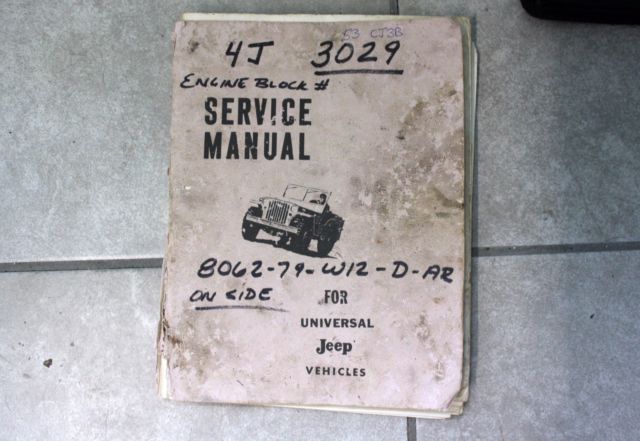 53 CJ3B
4J 3029
ENGINE BLOCK #
SERVICE
MANUAL
8062-79-W12-D-AR
ON SIDE
FOR
UNIVERSAL
Jeep
VEHICLES